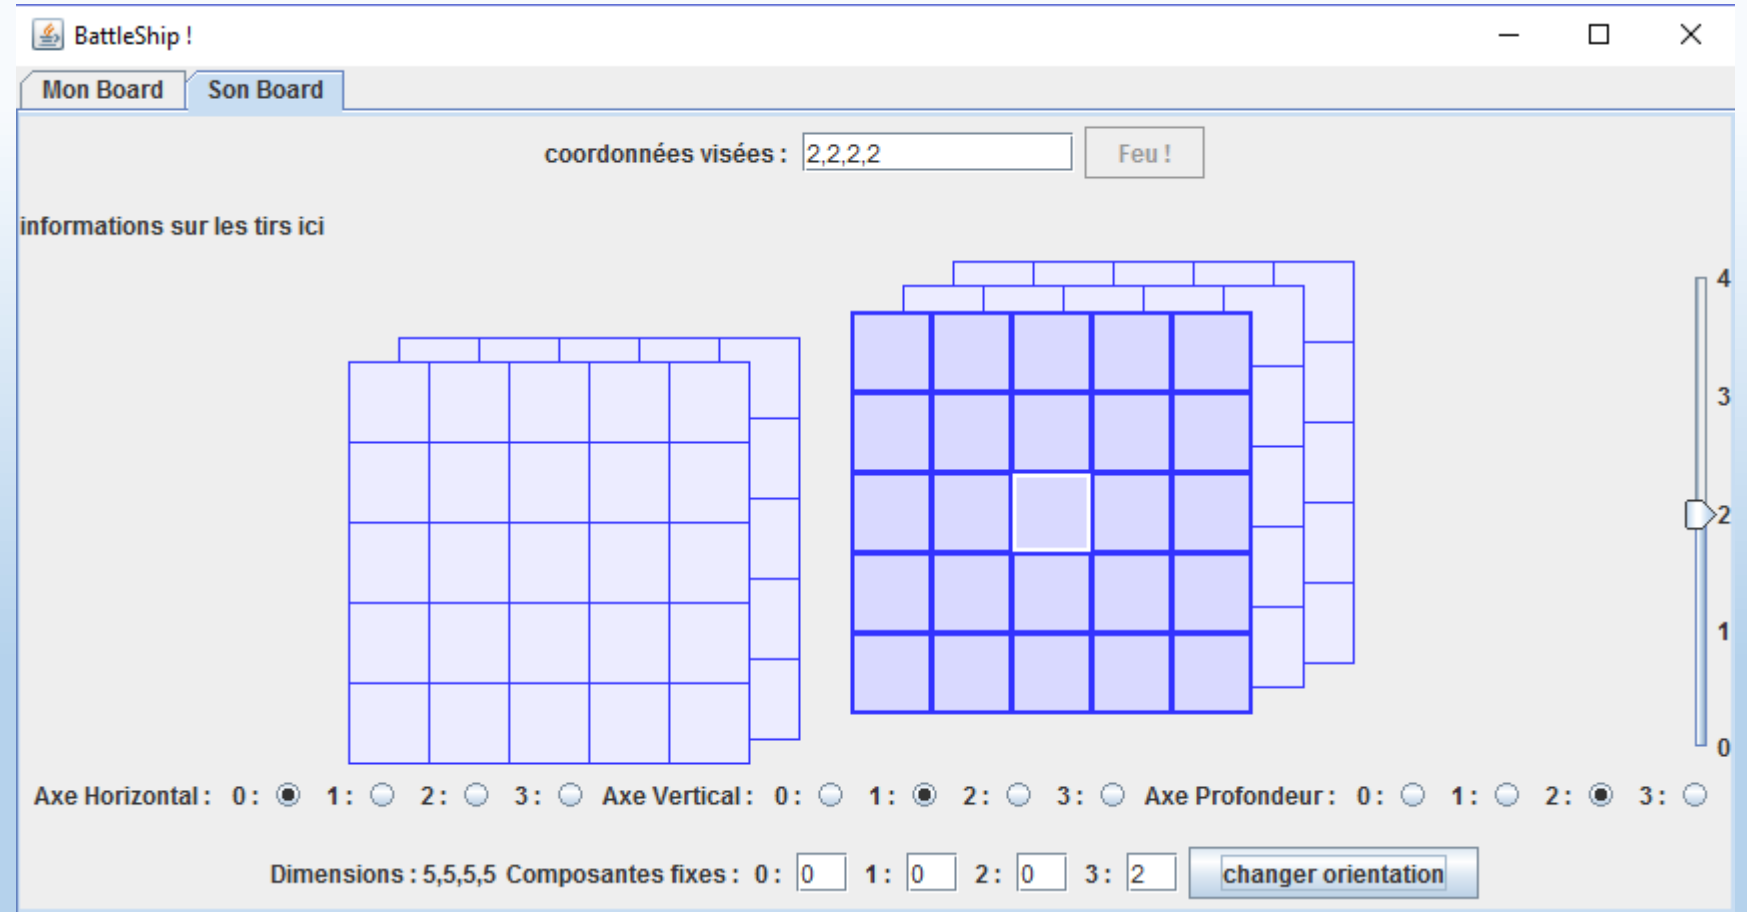 BattleShip !
Mon Board Son Board
coordonnées visées : 2,2,2,2 Feu !
informations sur les tirs ici
4
3
2
1
0
Axe Horizontal : 0 : 1 : 2 : 3 : Axe Vertical : 0 : 1 : 2 : 3 : Axe Profondeur : 0 : 1 : 2 : 3 :
Dimensions : 5,5,5,5 Composantes fixes : 0 : 0 1 : 0 2 : 0 3 : 2 changer orientation